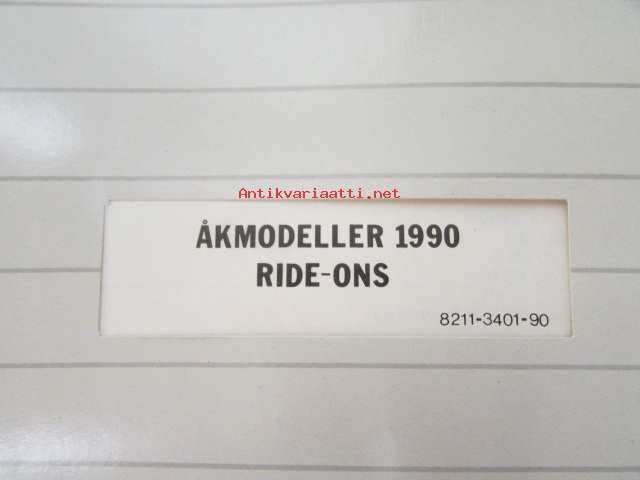 Antikvariaatti.net
ÅKMODELLER 1990
RIDE-ONS
8211-3401-90